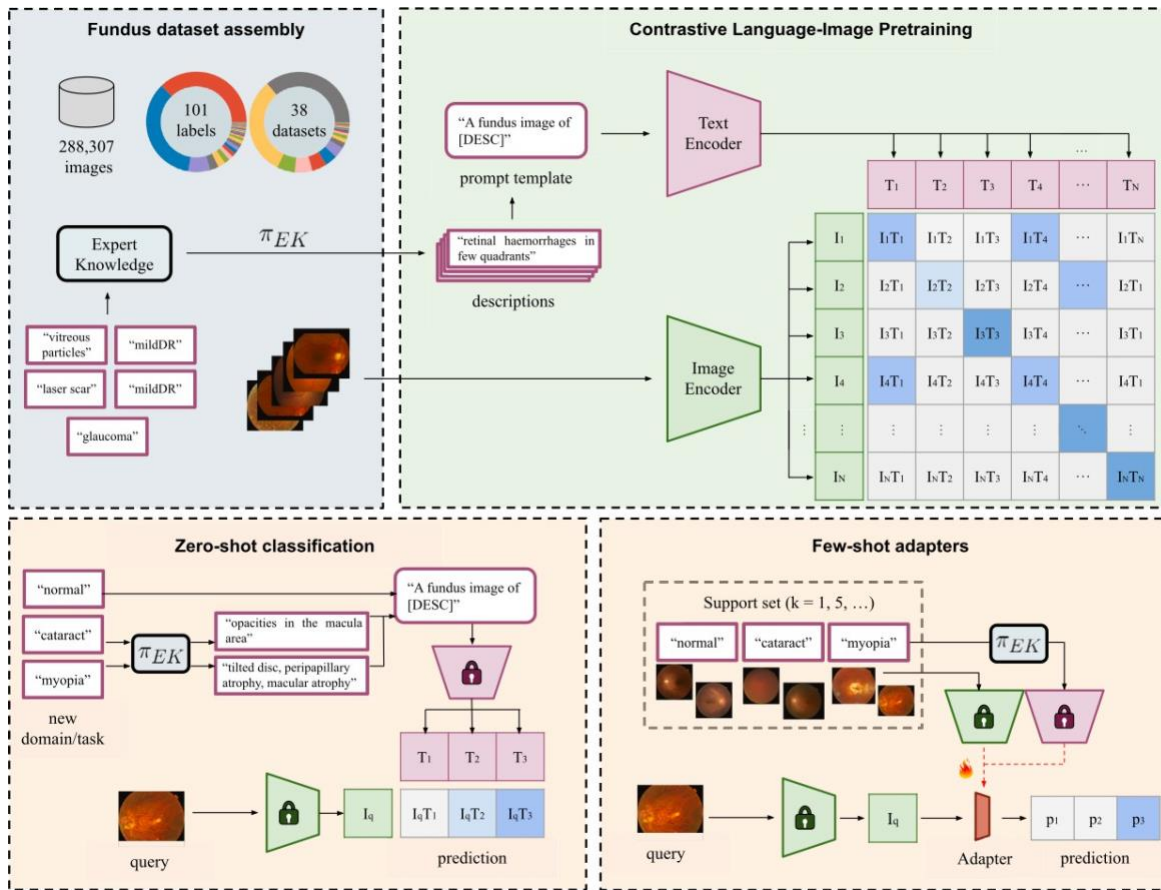 Fundus dataset assembly
101
labels
38
datasets
288,307
images
Expert
Knowledge
πEK
“vitreous
particles”
“mildDR”
“laser scar”
“mildDR”
“glaucoma”
Contrastive Language-Image Pretraining
“A fundus image of
[DESC]”
prompt template
“retinal haemorrhages in
few quadrants”
descriptions
Text
Encoder
Image
Encoder
...
T1 T2 T3 T4 ... TN
I1 I1T1 I1T2 I1T3 I1T4 ... I1TN
I2 I2T1 I2T2 I2T3 I2T4 ... I2T1
I3 I3T1 I3T2 I3T3 I3T4 ... I3T1
I4 I4T1 I4T2 I4T3 I4T4 ... I4T1
⋮ ⋮ ⋮ ⋮ ⋮ ⋮ ⋱ ⋮
IN INT1 INT2 INT3 INT4 ... INTN
Zero-shot classification
“normal”
“cataract”
“myopia”
new
domain/task
πEK
“opacities in the macula
area”
“tilted disc, peripapillary
atrophy, macular atrophy”
“A fundus image of
[DESC]”
T1 T2 T3
Iq IqT1 IqT2 IqT3
query
prediction
Few-shot adapters
Support set (k = 1, 5, …)
“normal” “cataract” “myopia”
πEK
Iq
p1 p2 p3
query
Adapter
prediction